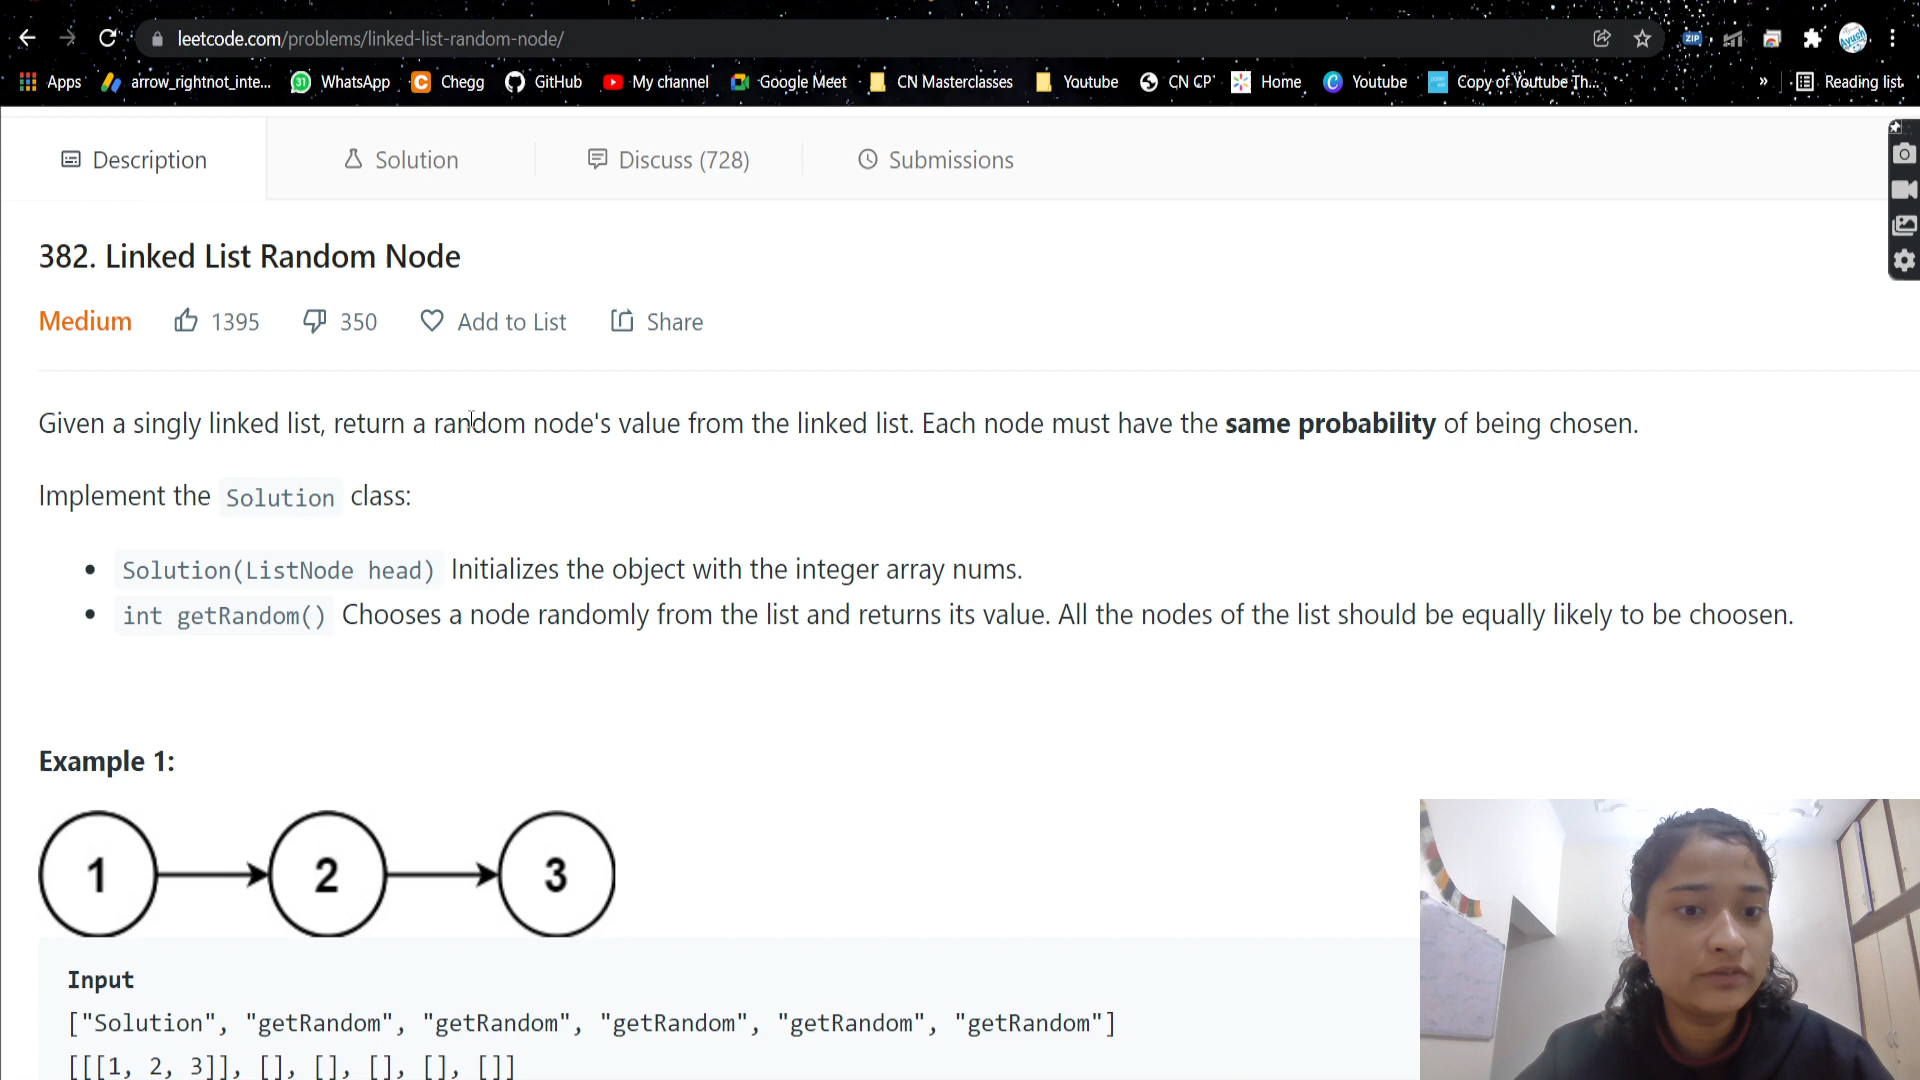 leetcode.com/problems/linked-list-random-node/
ZIP
Ayush
Apps arrow_rightnot_inte... 31 WhatsApp Chegg GitHub My channel Google Meet CN Masterclasses Youtube CN CP Home Youtube Copy of Youtube Th... » Reading list
Description Solution Discuss (728) Submissions
382. Linked List Random Node
Medium 1395 350 Add to List Share
Given a singly linked list, return a random node's value from the linked list. Each node must have the same probability of being chosen.
Implement the Solution class:
• Solution(ListNode head) Initializes the object with the integer array nums.
• int getRandom() Chooses a node randomly from the list and returns its value. All the nodes of the list should be equally likely to be choosen.
Example 1:
1 2 3
Input
["Solution", "getRandom", "getRandom", "getRandom", "getRandom", "getRandom"]
[[[1, 2, 3]], [], [], [], [], []]